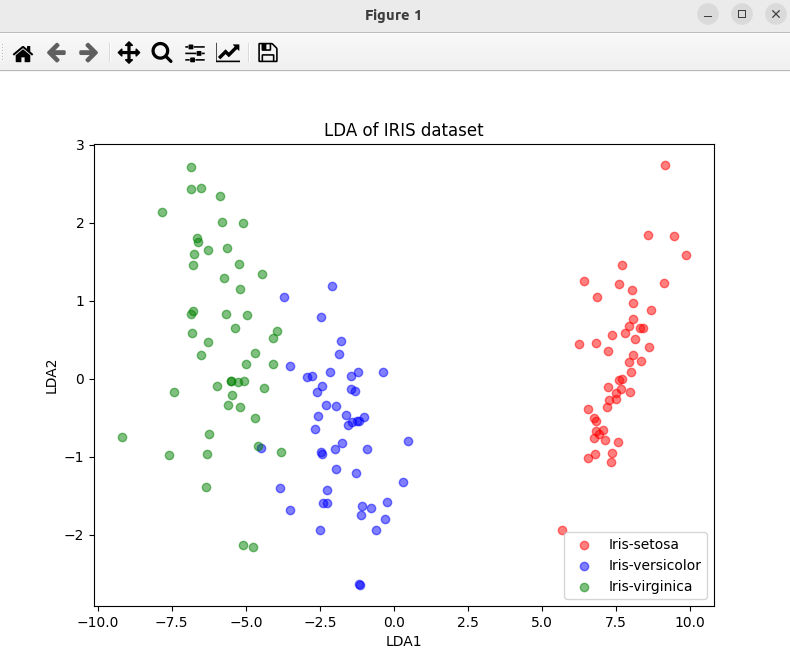 Figure 1
LDA of IRIS dataset
3
2
1
0
−1
−2
LDA2
−10.0 −7.5 −5.0 −2.5 0.0 2.5 5.0 7.5 10.0
LDA1
Iris-setosa
Iris-versicolor
Iris-virginica